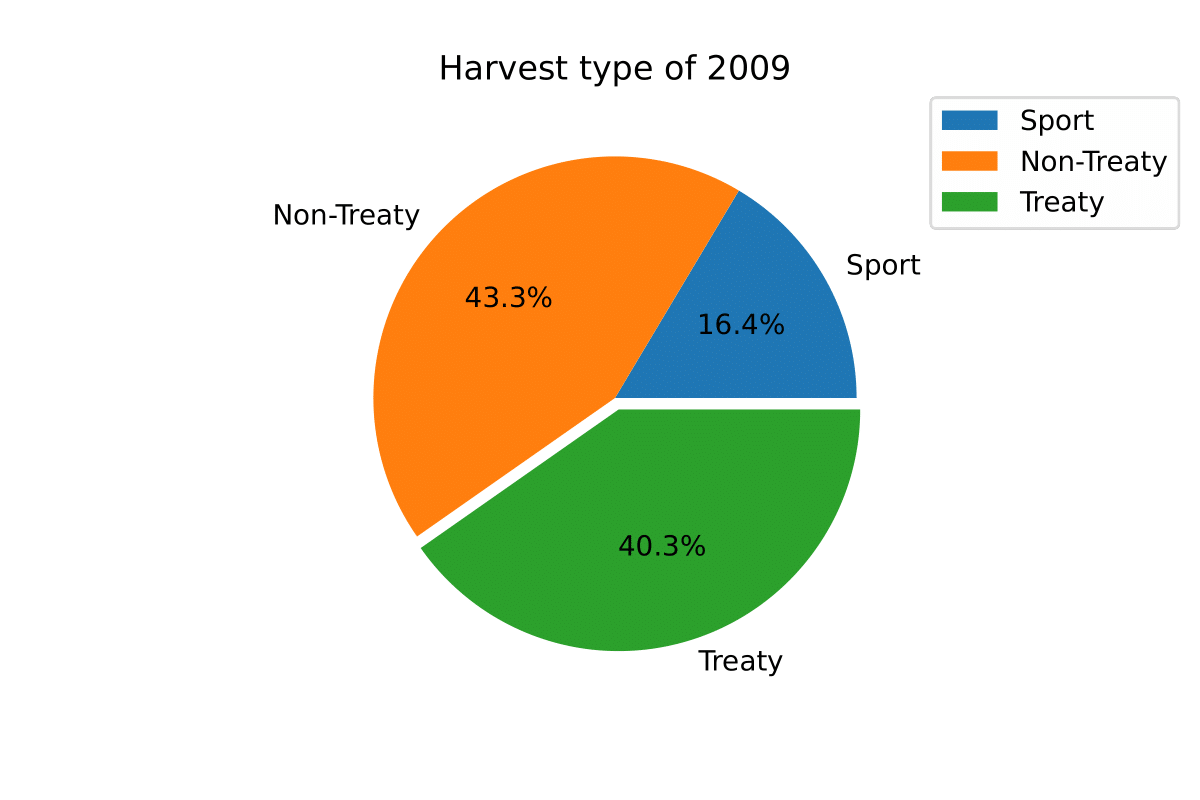 Harvest type of 2009
Sport
Non-Treaty
Treaty
Non-Treaty
Sport
43.3%
16.4%
40.3%
Treaty